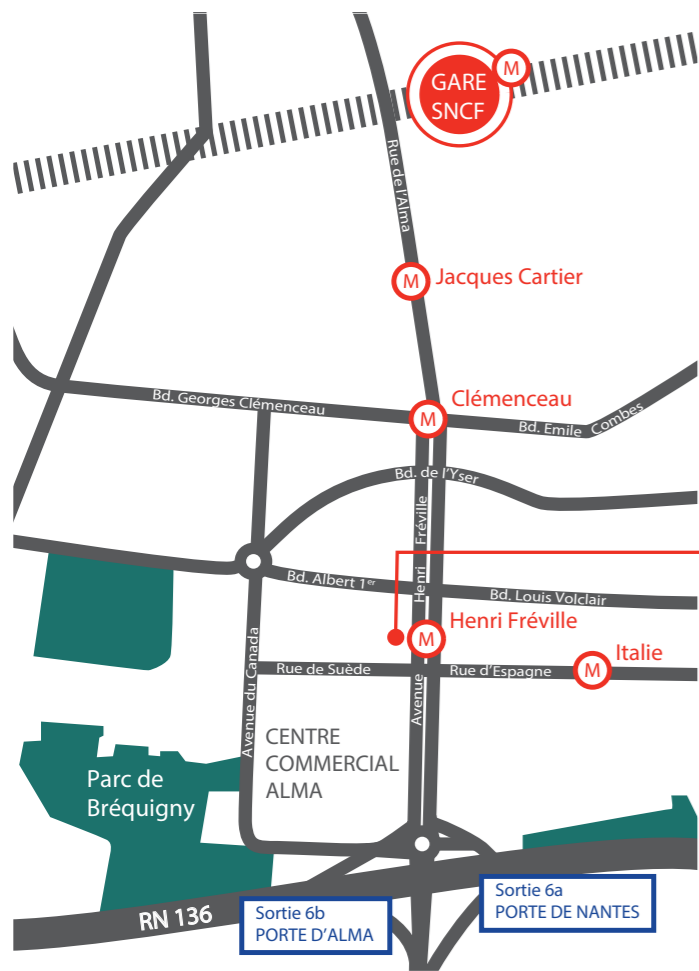 GARE
SNCF
M
Rue de l'Alma
M
Jacques Cartier
Bd. Georges Clémenceau
M
Clémenceau
Bd. Emile Combes
Bd. de l'Yser
Avenue Henri Fréville
Bd. Albert 1er
Bd. Louis Volclair
M
Henri Fréville
M
Italie
Rue de Suède
Rue d'Espagne
Avenue du Canada
CENTRE
COMMERCIAL
ALMA
Parc de
Bréquigny
RN 136
Sortie 6b
PORTE D'ALMA
Sortie 6a
PORTE DE NANTES